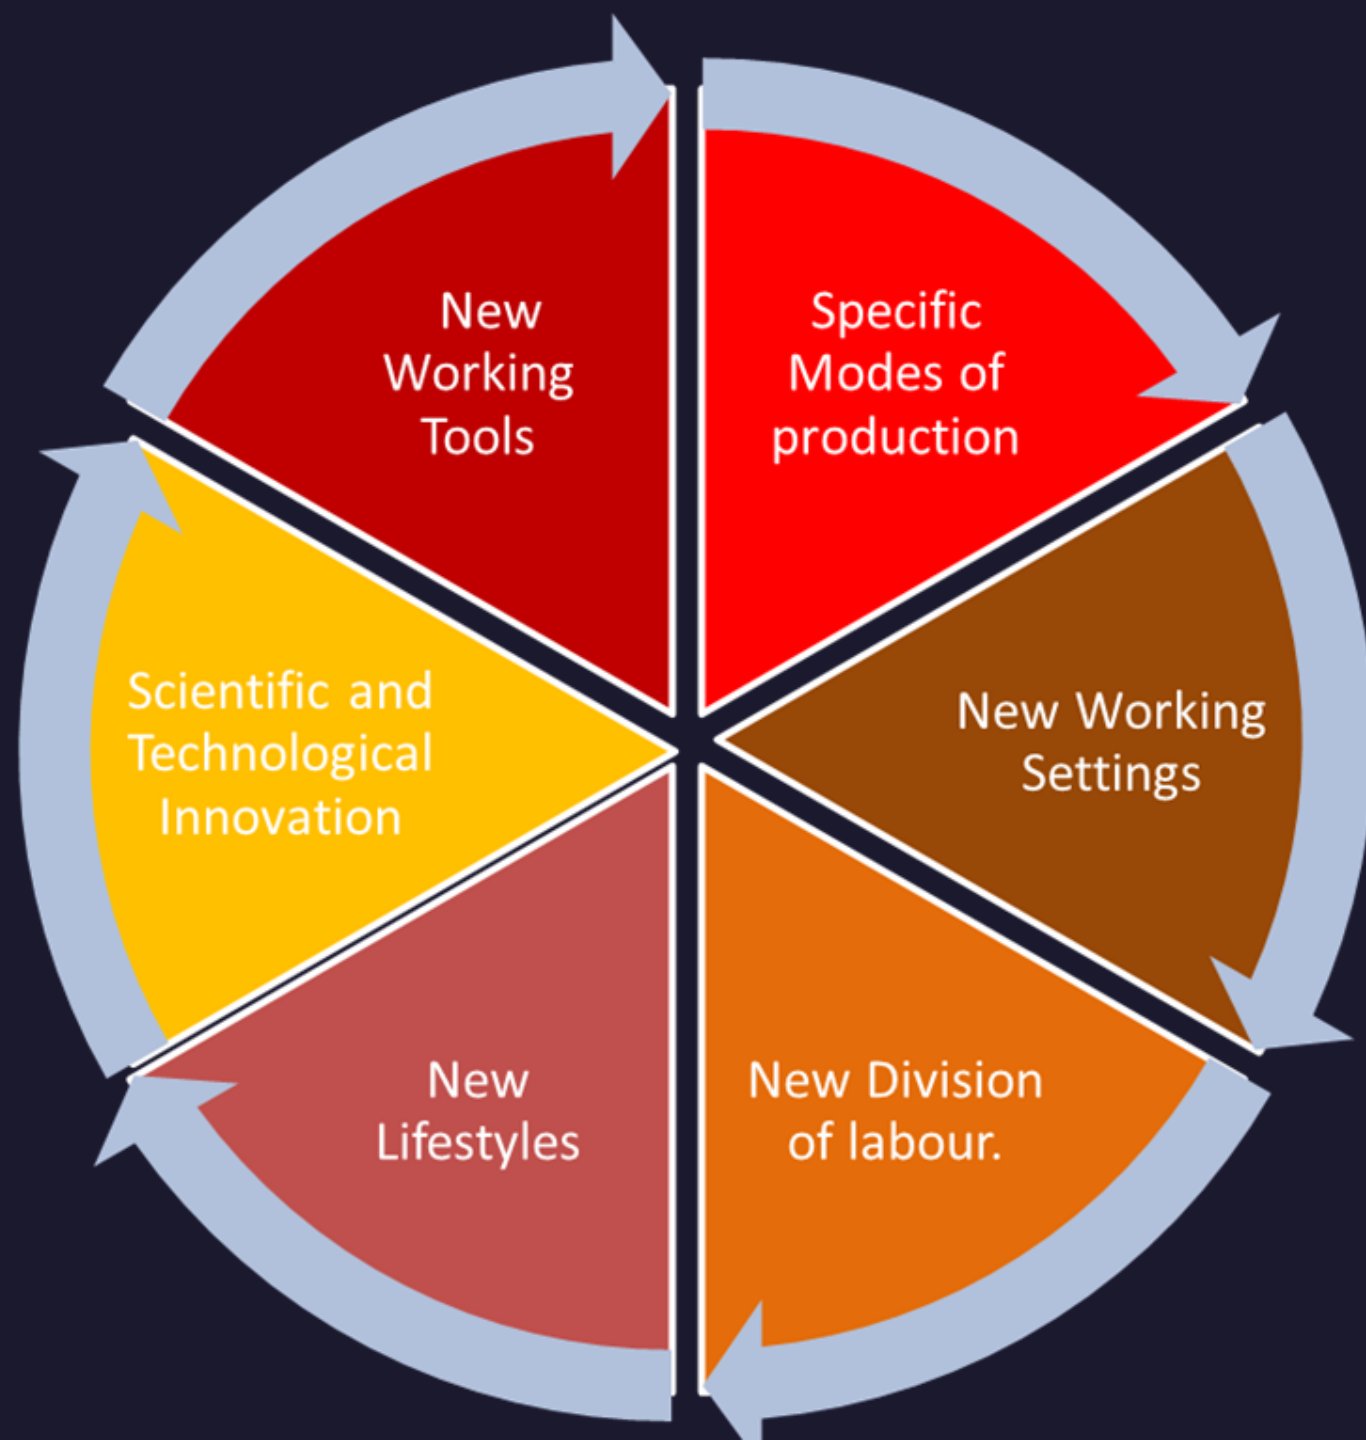 New
Working
Tools
Specific
Modes of
production
New Working
Settings
New Division
of labour.
New
Lifestyles
Scientific and
Technological
Innovation